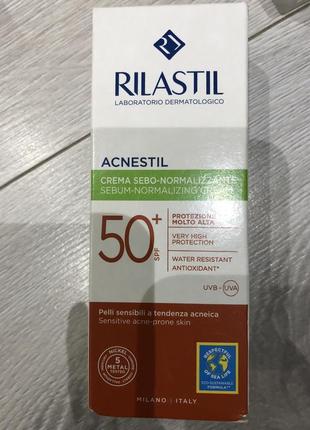 RILASTIL
LABORATORIO DERMATOLOGICO
ACNESTIL
CREMA SEBO-NORMALIZZANTE
SEBUM-NORMALIZING CREAM
50+
SPF
PROTEZIONE
MOLTO ALTA
VERY HIGH
PROTECTION
WATER RESISTANT
ANTIOXIDANT*
UVB - UVA
Pelli sensibili a tendenza acneica
Sensitive acne-prone skin
NICKEL
5
METAL
TESTED
RESPECTFUL
OF SEA LIFE
ECO-SUSTAINABLE
FORMULA**
MILANO | ITALY